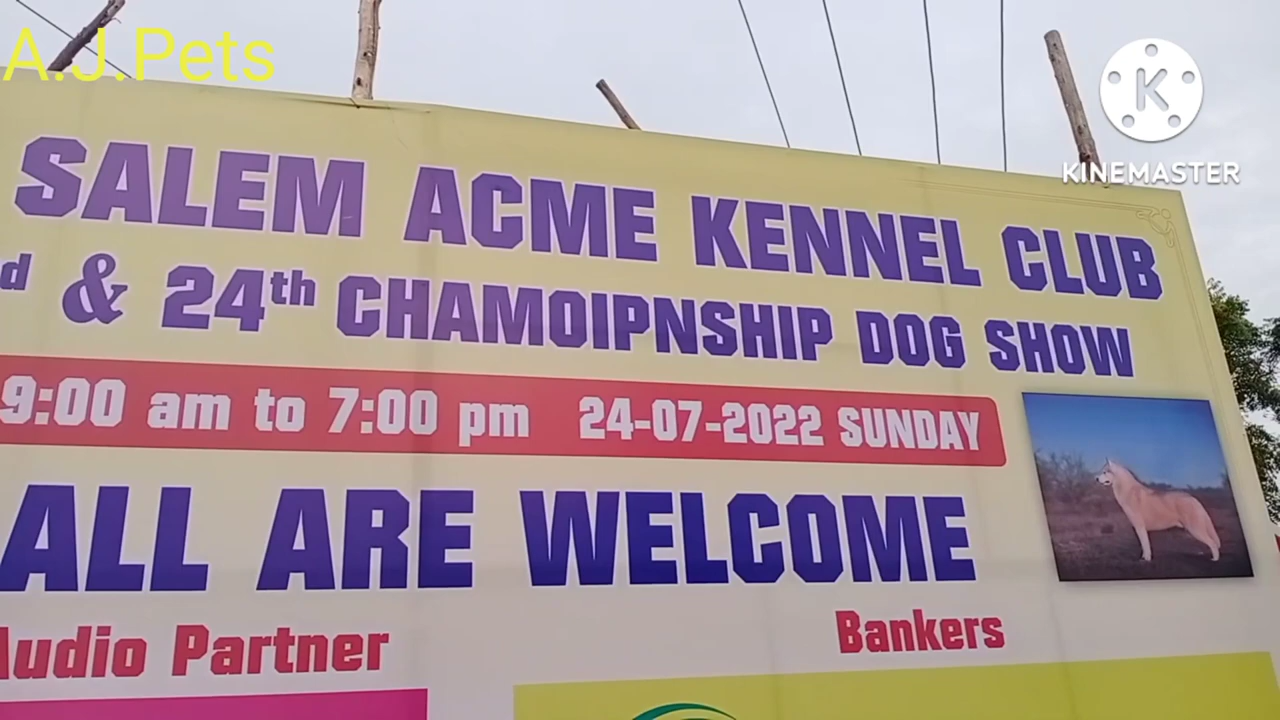 A.J.Pets
KINEMASTER
SALEM ACME KENNEL CLUB
d & 24th CHAMOIPNSHIP DOG SHOW
9:00 am to 7:00 pm 24-07-2022 SUNDAY
ALL ARE WELCOME
Audio Partner
Bankers